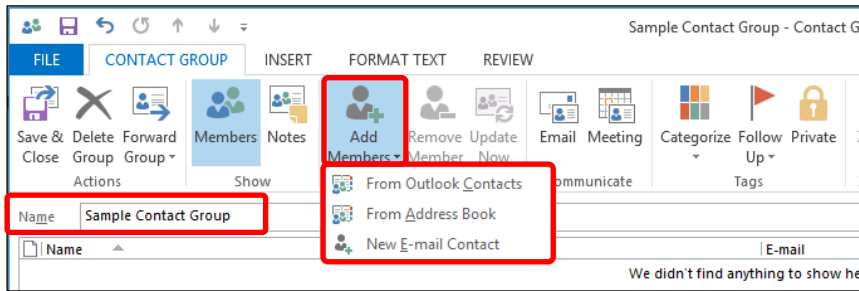 Sample Contact Group - Contact G
FILE CONTACT GROUP INSERT FORMAT TEXT REVIEW
Save & Delete Forward Members Notes Add Remove Update Email Meeting Categorize Follow Private
Close Group Group Members Member Now Up
Actions Show Communicate Tags
From Outlook Contacts
Name Sample Contact Group From Address Book
New E-mail Contact
Name E-mail
We didn't find anything to show he